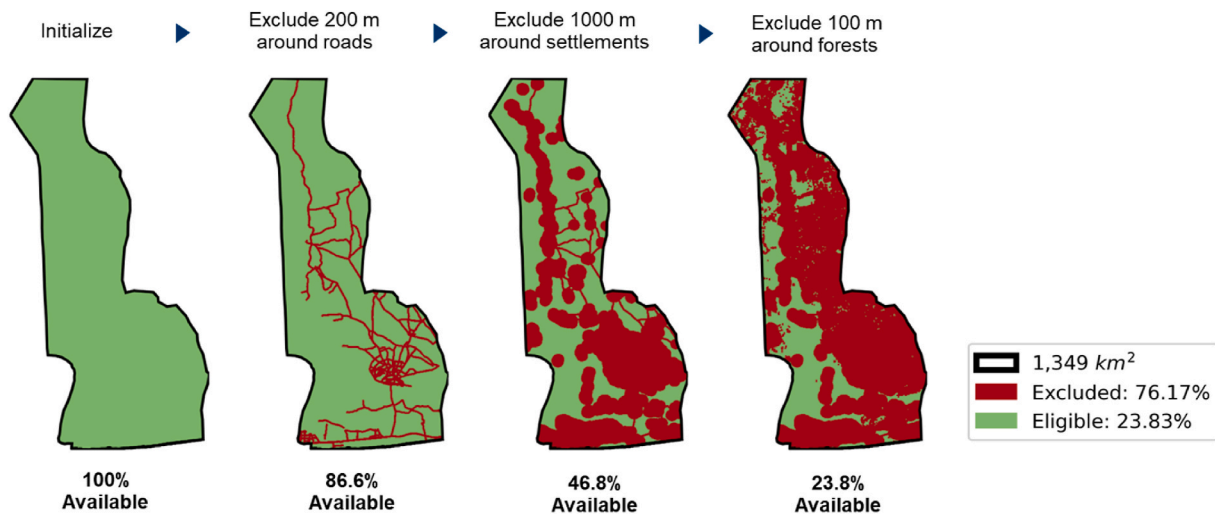 Initialize
Exclude 200 m
around roads
Exclude 1000 m
around settlements
Exclude 100 m
around forests
1,349 km²
Excluded: 76.17%
Eligible: 23.83%
100%
Available
86.6%
Available
46.8%
Available
23.8%
Available